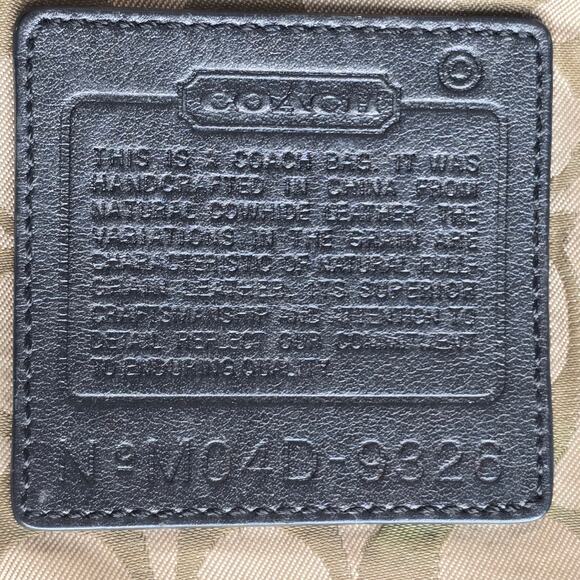 COACH
THIS IS A COACH BAG. IT WAS
HANDCRAFTED IN CHINA FROM
NATURAL COWHIDE LEATHER. THE
VARIATIONS IN THE GRAIN ARE
CHARACTERISTIC OF NATURAL FULL-
GRAIN LEATHER. ITS SUPERIOR
CRAFTSMANSHIP AND ATTENTION TO
DETAIL REFLECT OUR COMMITMENT
TO ENDURING QUALITY.
Nº M04D-9326